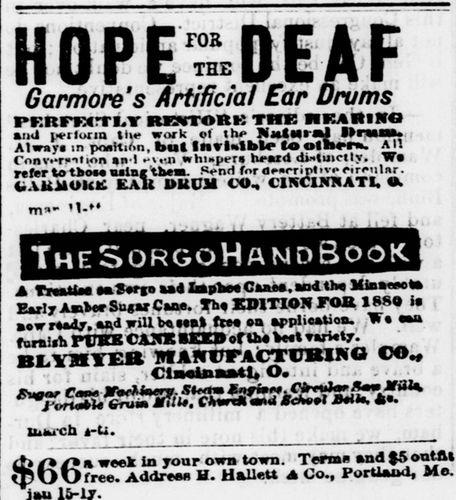 HOPE FOR THE DEAF
Garmore's Artificial Ear Drums
PERFECTLY RESTORE THE HEARING
and perform the work of the Natural Drum.
Always in position, but invisible to others. All
Conversation and even whispers heard distinctly. We
refer to those using them. Send for descriptive circular.
GARMORE EAR DRUM CO., CINCINNATI, O.
mar 11-
THE SORGO HAND BOOK
A Treatise on Sorgo and Imphee Canes, and the Minnesota
Early Amber Sugar Cane. The EDITION FOR 1880 is
now ready, and will be sent free on application. We can
furnish PURE CANE SEED of the best variety.
BLYMYER MANUFACTURING CO.,
Cincinnati, O.
Sugar Cane Machinery, Steam Engines, Circular Saw Mills,
Portable Grain Mills, Church and School Bells, &c.
march 4-ti.
$66 a week in your own town. Terms and $5 outfit
free. Address H. Hallett & Co., Portland, Me.
jan 15-ly.